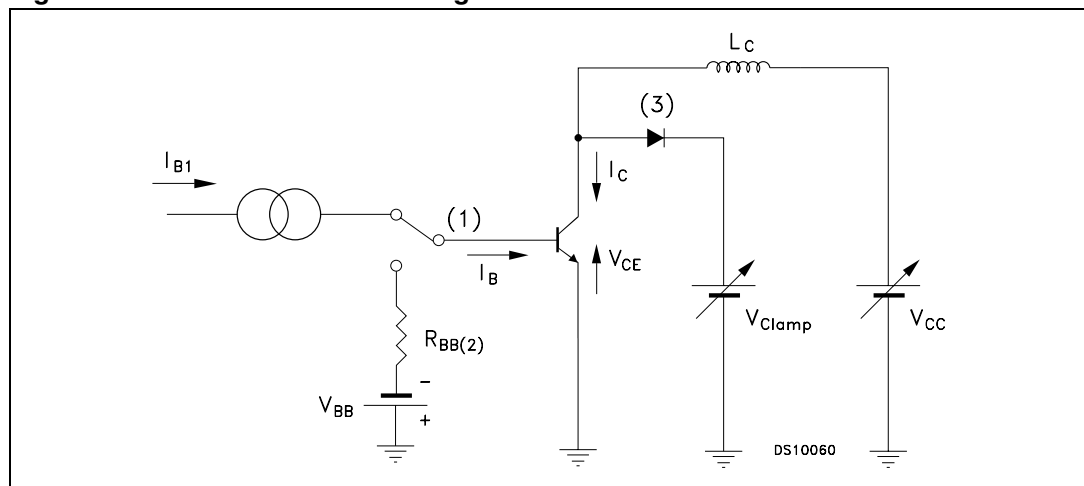 L_C
(3)
I_B1
I_C
(1)
I_B
V_CE
R_BB(2)
V_Clamp
V_CC
−
V_BB
+
DS10060